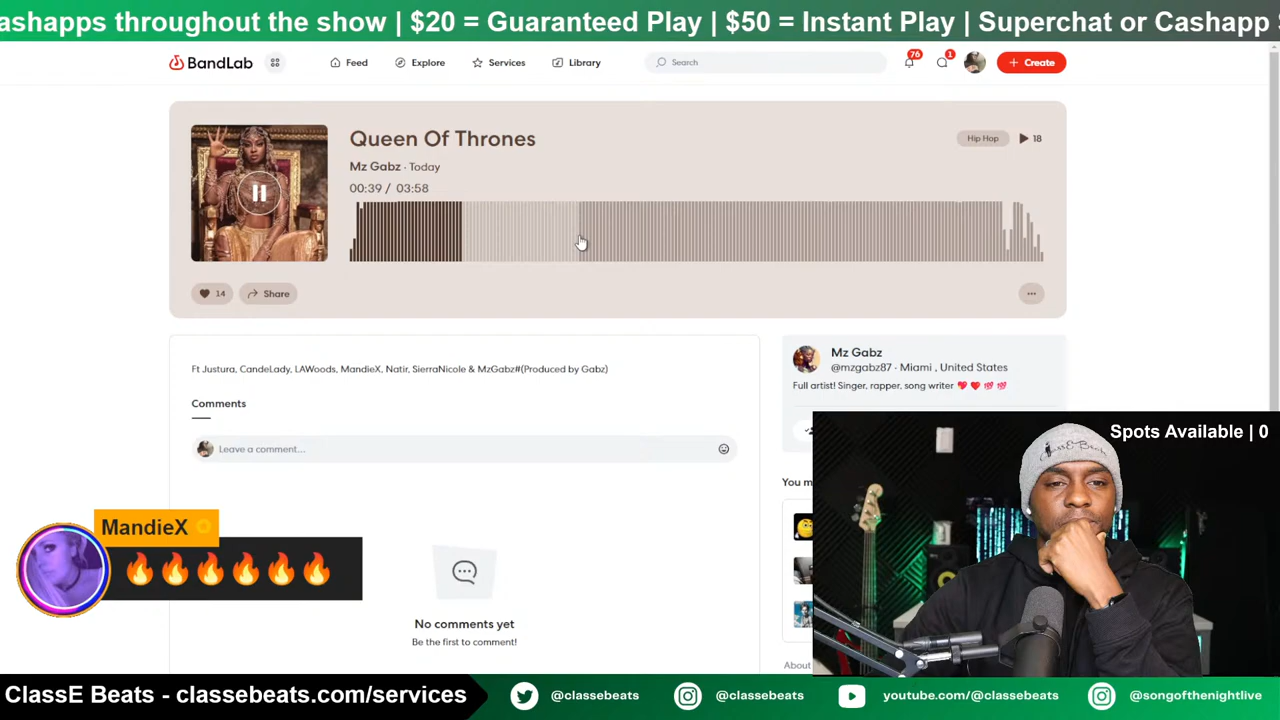 ashapps throughout the show | $20 = Guaranteed Play | $50 = Instant Play | Superchat or Cashapp
BandLab
Feed
Explore
Services
Library
Search
76
1
+ Create
Queen Of Thrones
Hip Hop
18
Mz Gabz · Today
00:39 / 03:58
14
Share
Ft Justura, CandeLady, LAWoods, MandieX, Natir, SierraNicole & MzGabz#(Produced by Gabz)
Comments
Leave a comment...
No comments yet
Be the first to comment!
Mz Gabz
@mzgabz87 · Miami , United States
Full artist! Singer, rapper, song writer
You m
About
Spots Available | 0
MandieX
ClassE Beats
ClassE Beats - classebeats.com/services
@classebeats
@classebeats
youtube.com/@classebeats
@songofthenightlive